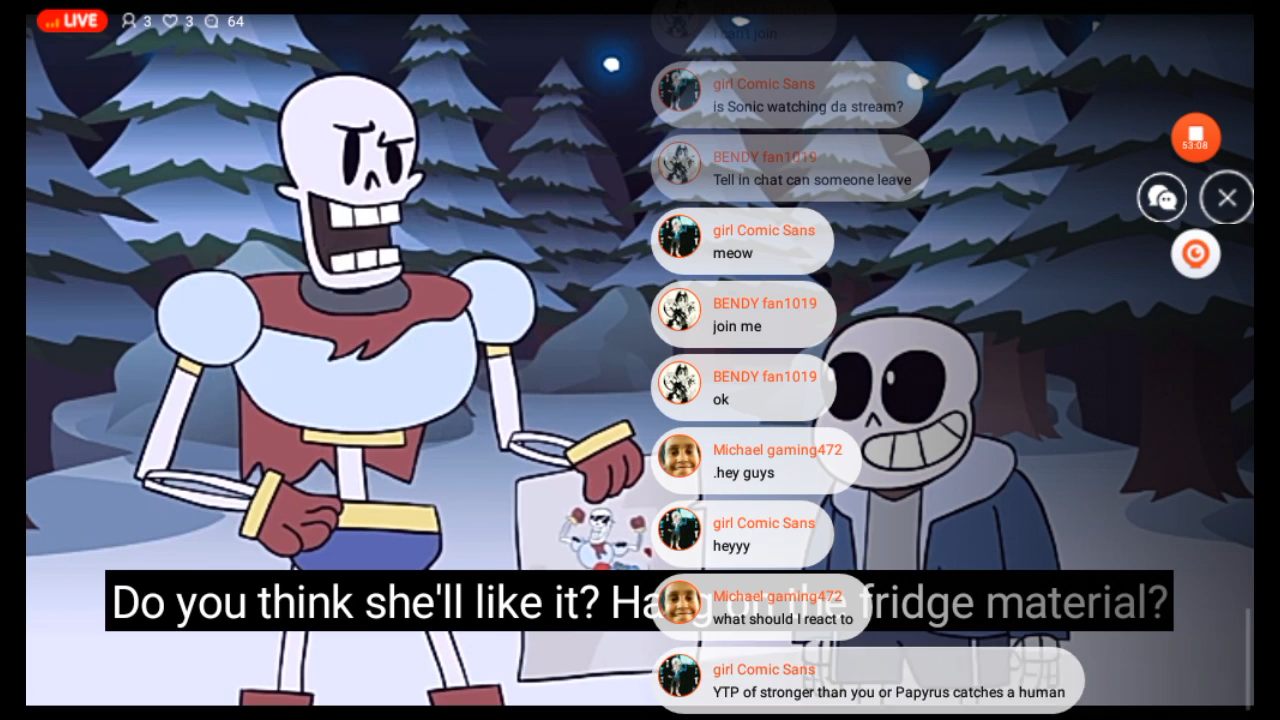 LIVE 3 3 64
I can't join
girl Comic Sans
is Sonic watching da stream?
53:08
BENDY fan1019
Tell in chat can someone leave
girl Comic Sans
meow
BENDY fan1019
join me
BENDY fan1019
ok
Michael gaming472
.hey guys
girl Comic Sans
heyyy
Do you think she'll like it? Hang on the fridge material?
Michael gaming472
what should I react to
girl Comic Sans
YTP of stronger than you or Papyrus catches a human